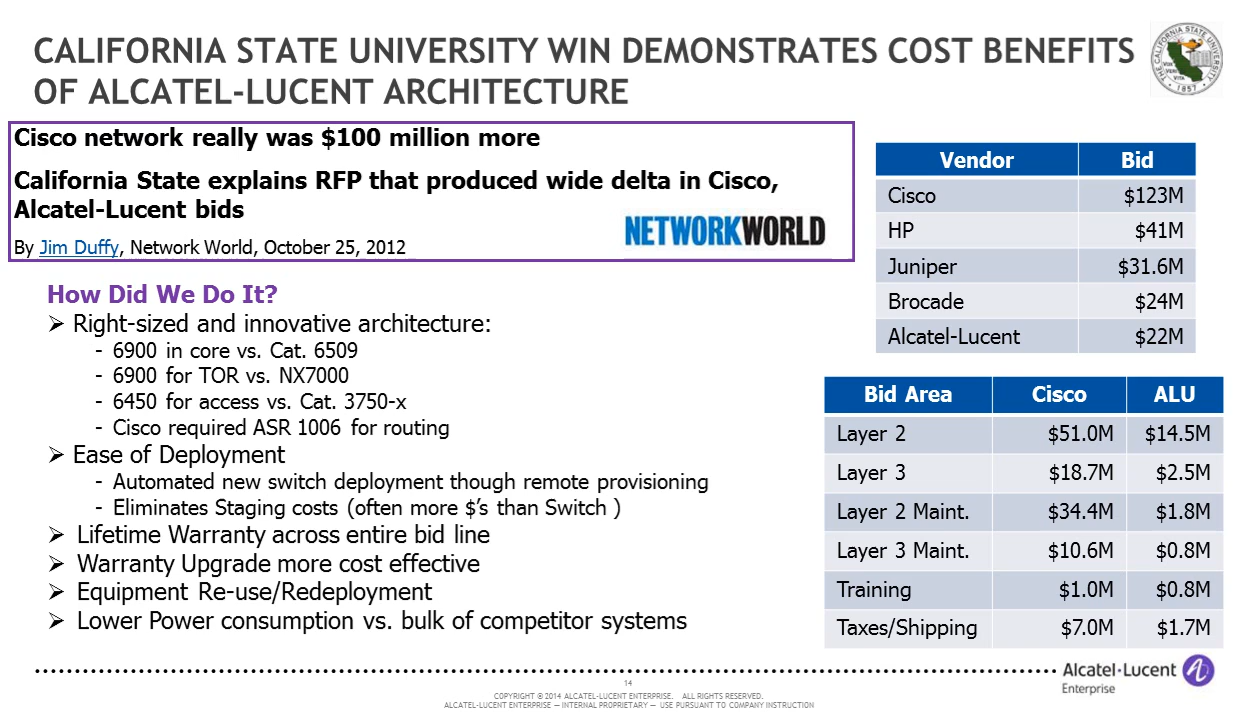 CALIFORNIA STATE UNIVERSITY WIN DEMONSTRATES COST BENEFITS
OF ALCATEL-LUCENT ARCHITECTURE
THE CALIFORNIA STATE UNIVERSITY
VOX VERITAS VITA
1857
Cisco network really was $100 million more
California State explains RFP that produced wide delta in Cisco,
Alcatel-Lucent bids
NETWORKWORLD
By Jim Duffy, Network World, October 25, 2012
Vendor Bid
Cisco $123M
HP $41M
Juniper $31.6M
Brocade $24M
Alcatel-Lucent $22M
How Did We Do It?
➢ Right-sized and innovative architecture:
- 6900 in core vs. Cat. 6509
- 6900 for TOR vs. NX7000
- 6450 for access vs. Cat. 3750-x
- Cisco required ASR 1006 for routing
➢ Ease of Deployment
- Automated new switch deployment though remote provisioning
- Eliminates Staging costs (often more $’s than Switch )
➢ Lifetime Warranty across entire bid line
➢ Warranty Upgrade more cost effective
➢ Equipment Re-use/Redeployment
➢ Lower Power consumption vs. bulk of competitor systems
Bid Area Cisco ALU
Layer 2 $51.0M $14.5M
Layer 3 $18.7M $2.5M
Layer 2 Maint. $34.4M $1.8M
Layer 3 Maint. $10.6M $0.8M
Training $1.0M $0.8M
Taxes/Shipping $7.0M $1.7M
Alcatel·Lucent
Enterprise
14
COPYRIGHT © 2014 ALCATEL-LUCENT ENTERPRISE. ALL RIGHTS RESERVED.
ALCATEL-LUCENT ENTERPRISE — INTERNAL PROPRIETARY — USE PURSUANT TO COMPANY INSTRUCTION